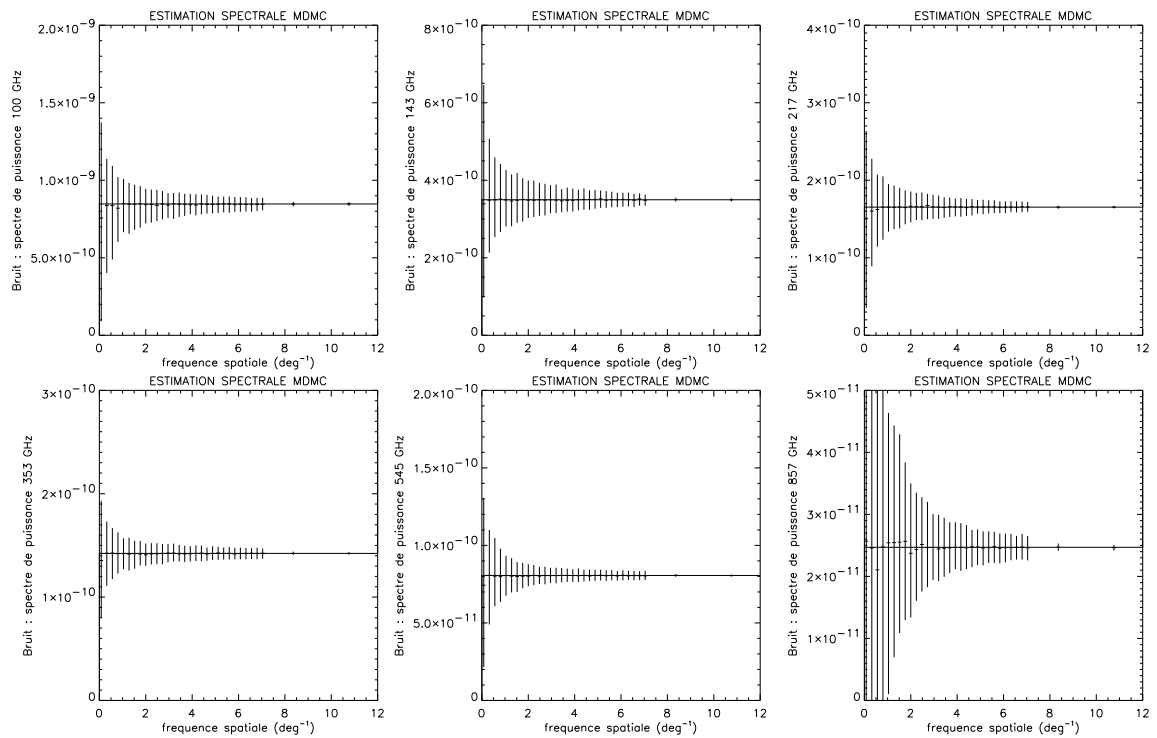 ESTIMATION SPECTRALE MDMC
Bruit : spectre de puissance 100 GHz
2.0×10⁻⁹
1.5×10⁻⁹
1.0×10⁻⁹
5.0×10⁻¹⁰
0
0 2 4 6 8 10 12
frequence spatiale (deg⁻¹)
ESTIMATION SPECTRALE MDMC
Bruit : spectre de puissance 143 GHz
8×10⁻¹⁰
6×10⁻¹⁰
4×10⁻¹⁰
2×10⁻¹⁰
0
0 2 4 6 8 10 12
frequence spatiale (deg⁻¹)
ESTIMATION SPECTRALE MDMC
Bruit : spectre de puissance 217 GHz
4×10⁻¹⁰
3×10⁻¹⁰
2×10⁻¹⁰
1×10⁻¹⁰
0
0 2 4 6 8 10 12
frequence spatiale (deg⁻¹)
ESTIMATION SPECTRALE MDMC
Bruit : spectre de puissance 353 GHz
3×10⁻¹⁰
2×10⁻¹⁰
1×10⁻¹⁰
0
0 2 4 6 8 10 12
frequence spatiale (deg⁻¹)
ESTIMATION SPECTRALE MDMC
Bruit : spectre de puissance 545 GHz
2.0×10⁻¹⁰
1.5×10⁻¹⁰
1.0×10⁻¹⁰
5.0×10⁻¹¹
0
0 2 4 6 8 10 12
frequence spatiale (deg⁻¹)
ESTIMATION SPECTRALE MDMC
Bruit : spectre de puissance 857 GHz
5×10⁻¹¹
4×10⁻¹¹
3×10⁻¹¹
2×10⁻¹¹
1×10⁻¹¹
0
0 2 4 6 8 10 12
frequence spatiale (deg⁻¹)